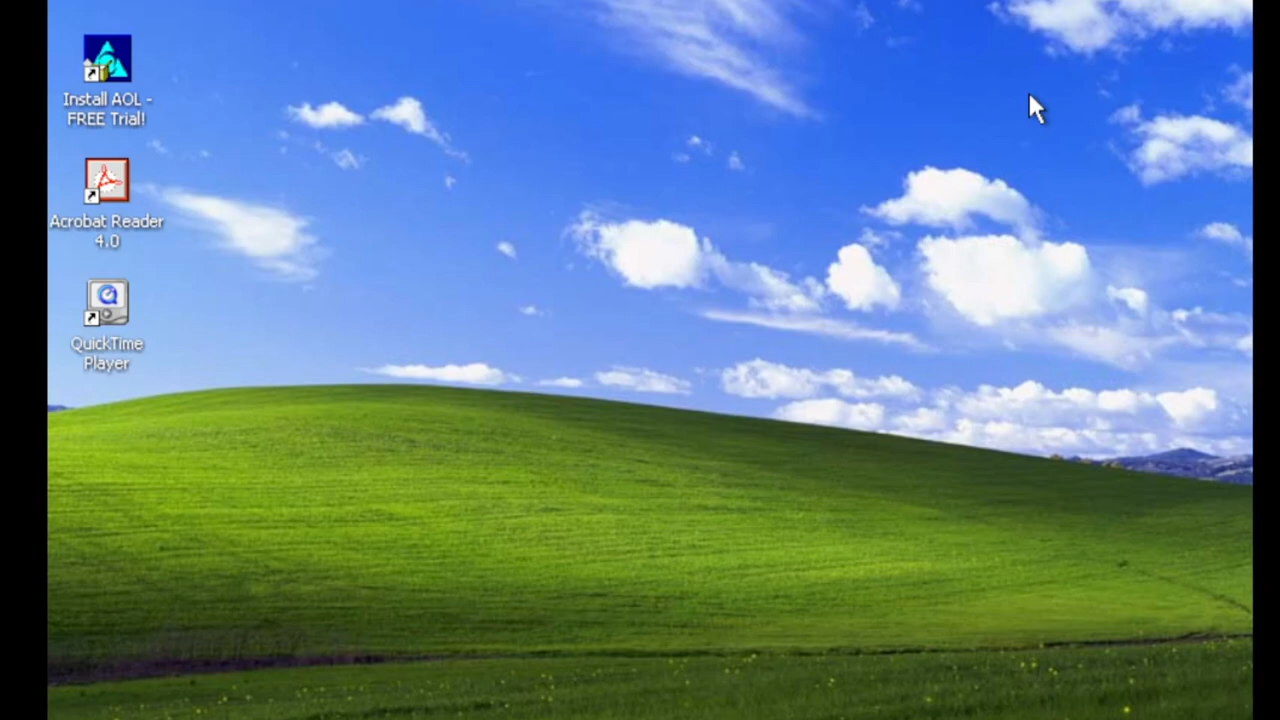 Install AOL -
FREE Trial!
Acrobat Reader
4.0
QuickTime
Player